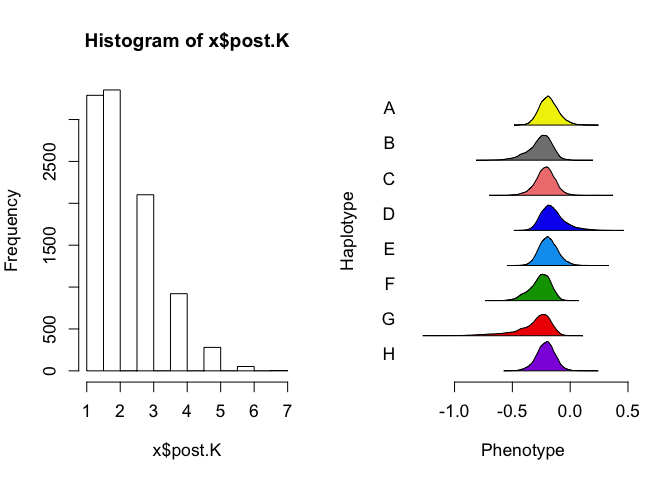 Histogram of x$post.K
Frequency
0
500
1500
2500
1 2 3 4 5 6 7
x$post.K
Haplotype
A
B
C
D
E
F
G
H
-1.0 -0.5 0.0 0.5
Phenotype